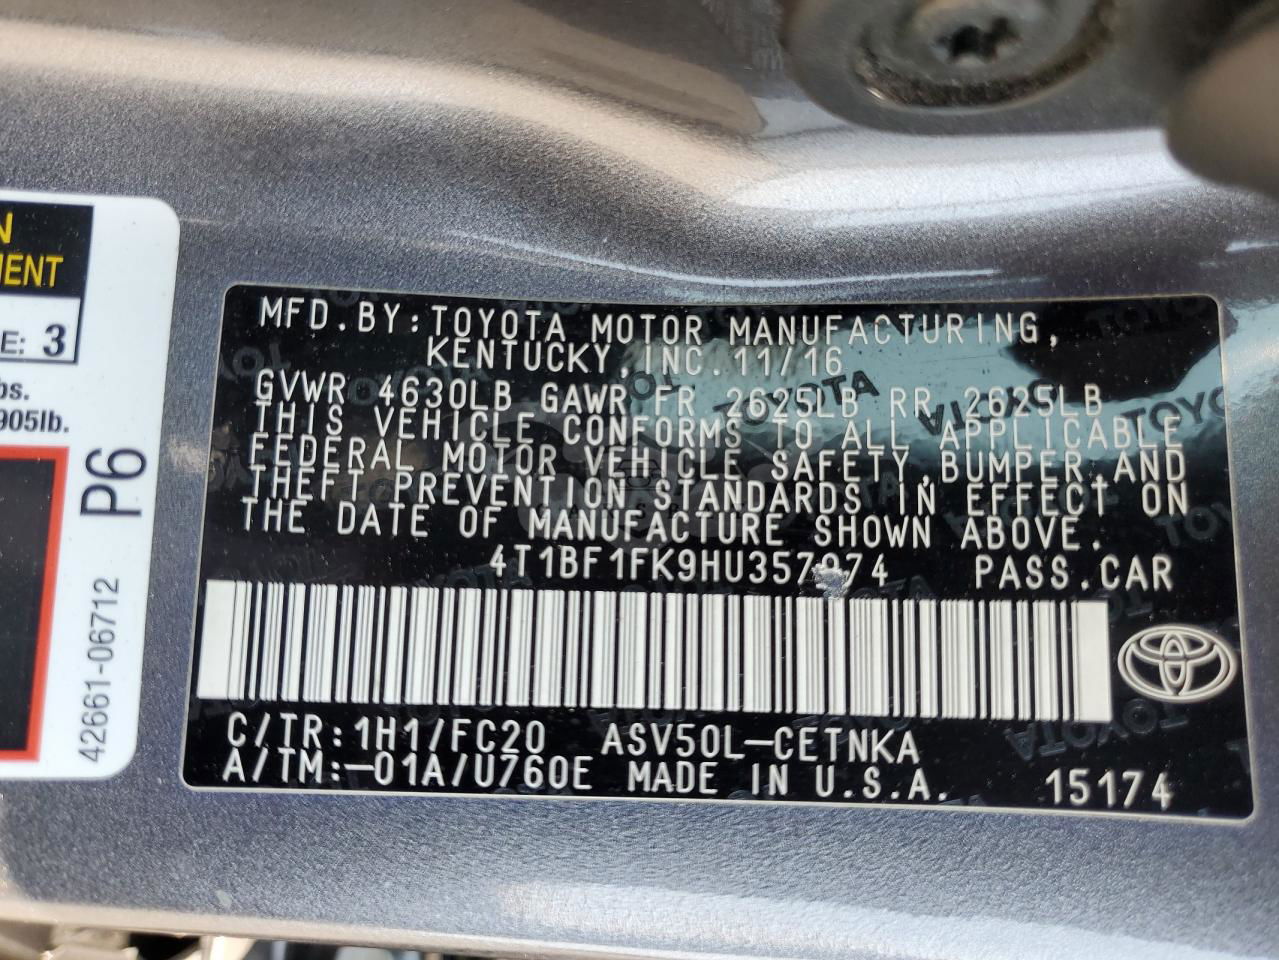 N
MENT
E: 3
bs.
905lb.
P6
42661-06712
MFD.BY:TOYOTA MOTOR MANUFACTURING,
KENTUCKY,INC.11/16
GVWR 4630LB GAWR FR 2625LB RR 2625LB
THIS VEHICLE CONFORMS TO ALL APPLICABLE
FEDERAL MOTOR VEHICLE SAFETY,BUMPER,AND
THEFT PREVENTION STANDARDS IN EFFECT ON
THE DATE OF MANUFACTURE SHOWN ABOVE.
PASS.CAR
C/TR:1H1/FC20 ASV50L-CETNKA
A/TM:-01A/U760E MADE IN U.S.A. 15174